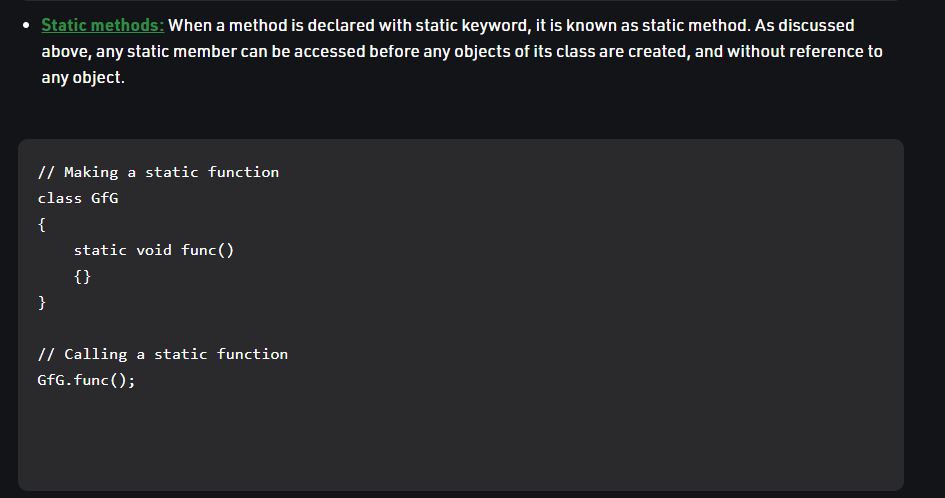 • Static methods: When a method is declared with static keyword, it is known as static method. As discussed
above, any static member can be accessed before any objects of its class are created, and without reference to
any object.
// Making a static function
class GfG
{
    static void func()
    {}
}
// Calling a static function
GfG.func();